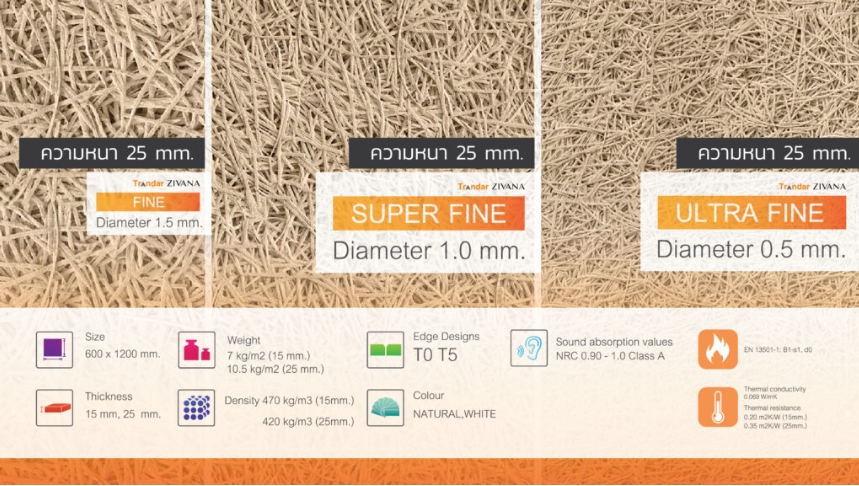 ความหนา 25 mm.
Trandar ZIVANA
FINE
Diameter 1.5 mm.
ความหนา 25 mm.
Trandar ZIVANA
SUPER FINE
Diameter 1.0 mm.
ความหนา 25 mm.
Trandar ZIVANA
ULTRA FINE
Diameter 0.5 mm.
Size
600 x 1200 mm.
Weight
7 kg/m2 (15 mm.)
10.5 kg/m2 (25 mm.)
Edge Designs
T0 T5
Sound absorption values
NRC 0.90 - 1.0 Class A
EN 13501-1: B1-s1, d0
Thickness
15 mm, 25 mm.
Density 470 kg/m3 (15mm.)
420 kg/m3 (25mm.)
Colour
NATURAL,WHITE
Thermal conductivity
0.069 W/mK
Thermal resistance
0.20 m2K/W (15mm.)
0.35 m2K/W (25mm.)